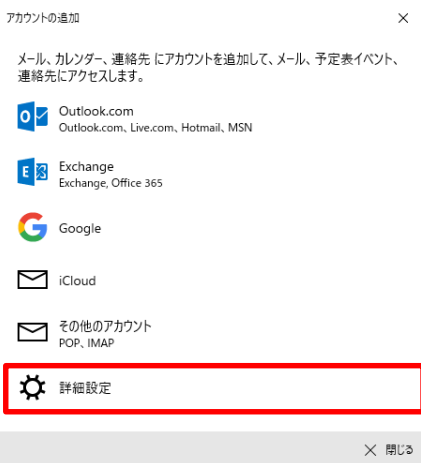 アカウントの追加
メール、カレンダー、連絡先 にアカウントを追加して、メール、予定表イベント、
連絡先にアクセスします。
Outlook.com
Outlook.com、Live.com、Hotmail、MSN
Exchange
Exchange, Office 365
Google
iCloud
その他のアカウント
POP、IMAP
詳細設定
閉じる